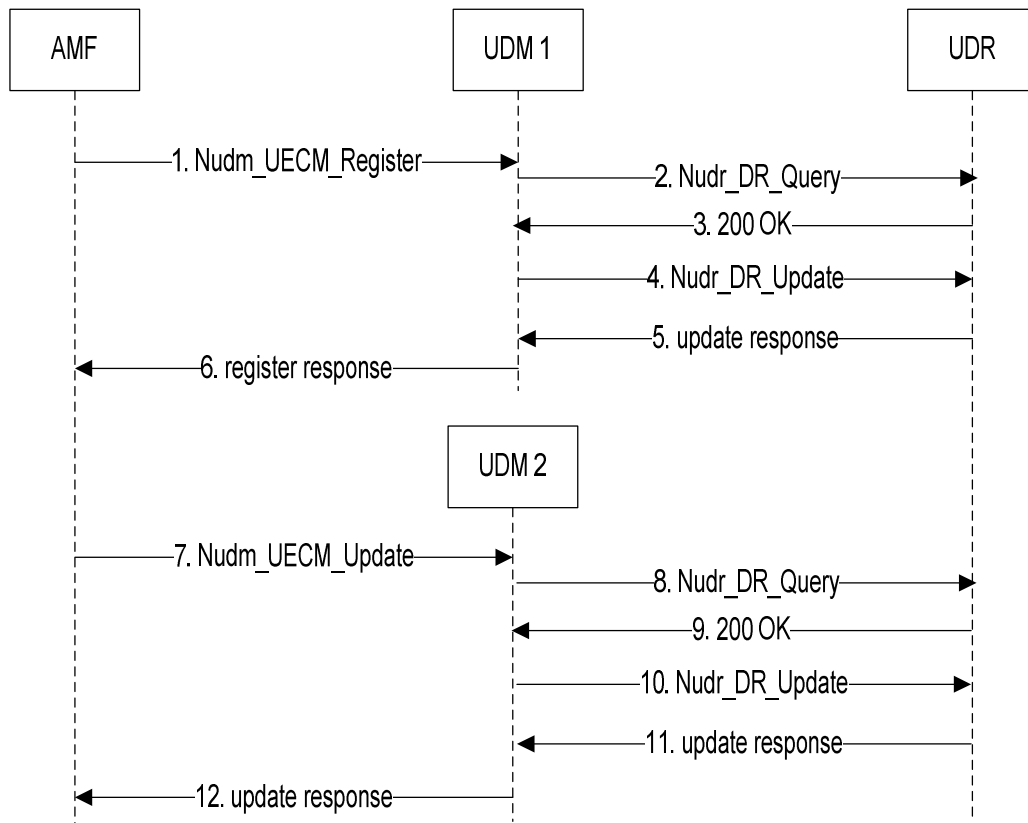 AMF
UDM 1
UDR
1. Nudm_UECM_Register
2. Nudr_DR_Query
3. 200 OK
4. Nudr_DR_Update
5. update response
6. register response
UDM 2
7. Nudm_UECM_Update
8. Nudr_DR_Query
9. 200 OK
10. Nudr_DR_Update
11. update response
12. update response